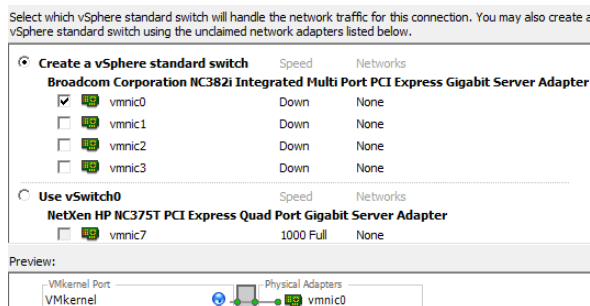 Select which vSphere standard switch will handle the network traffic for this connection. You may also create a
vSphere standard switch using the unclaimed network adapters listed below.
Create a vSphere standard switch Speed Networks
Broadcom Corporation NC382i Integrated Multi Port PCI Express Gigabit Server Adapter
vmnic0 Down None
vmnic1 Down None
vmnic2 Down None
vmnic3 Down None
Use vSwitch0 Speed Networks
NetXen HP NC375T PCI Express Quad Port Gigabit Server Adapter
vmnic7 1000 Full None
Preview:
VMkernel Port Physical Adapters
VMkernel vmnic0